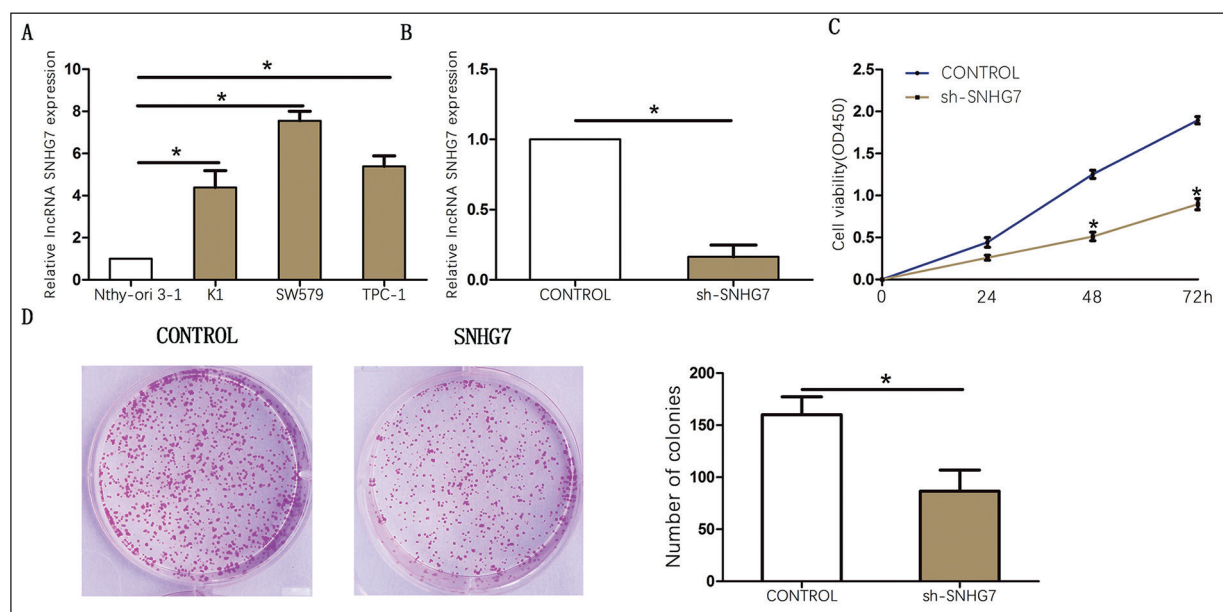 A
Relative lncRNA SNHG7 expression
10
8
6
4
2
0
*
*
*
Nthy-ori 3-1 K1 SW579 TPC-1
B
Relative lncRNA SNHG7 expression
1.5
1.0
0.5
0.0
*
CONTROL sh-SNHG7
C
CONTROL
sh-SNHG7
Cell viability(OD450)
2.5
2.0
1.5
1.0
0.5
0.0
*
*
0 24 48 72h
D
CONTROL SNHG7
Number of colonies
200
150
100
50
0
*
CONTROL sh-SNHG7